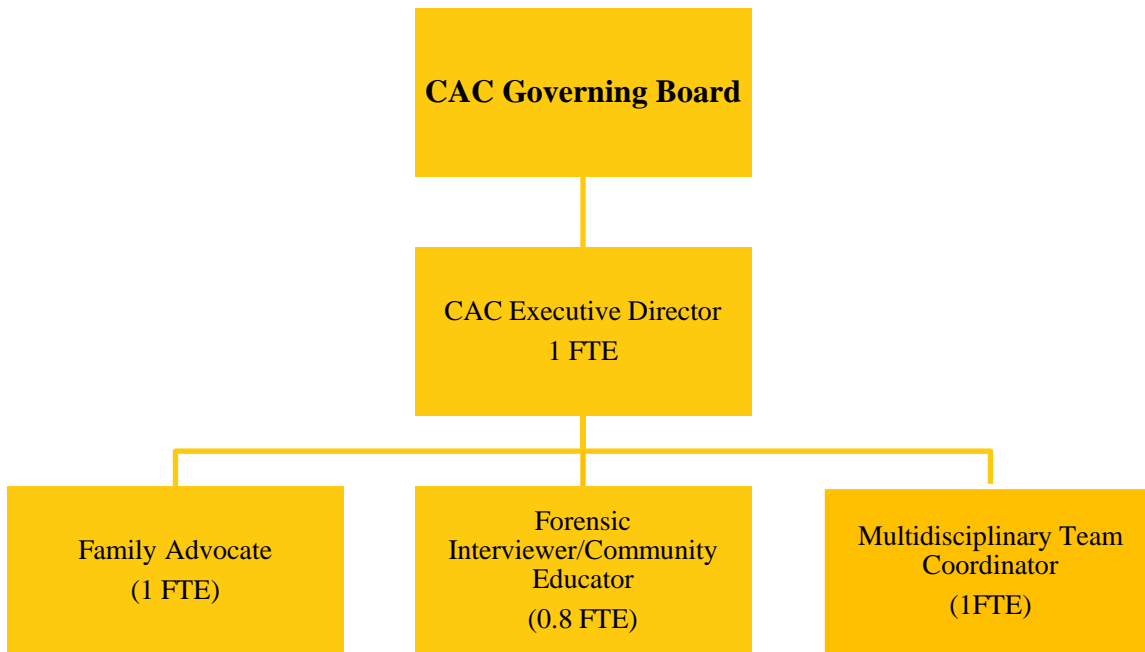 CAC Governing Board
CAC Executive Director
1 FTE
Family Advocate
(1 FTE)
Forensic
Interviewer/Community
Educator
(0.8 FTE)
Multidisciplinary Team
Coordinator
(1FTE)